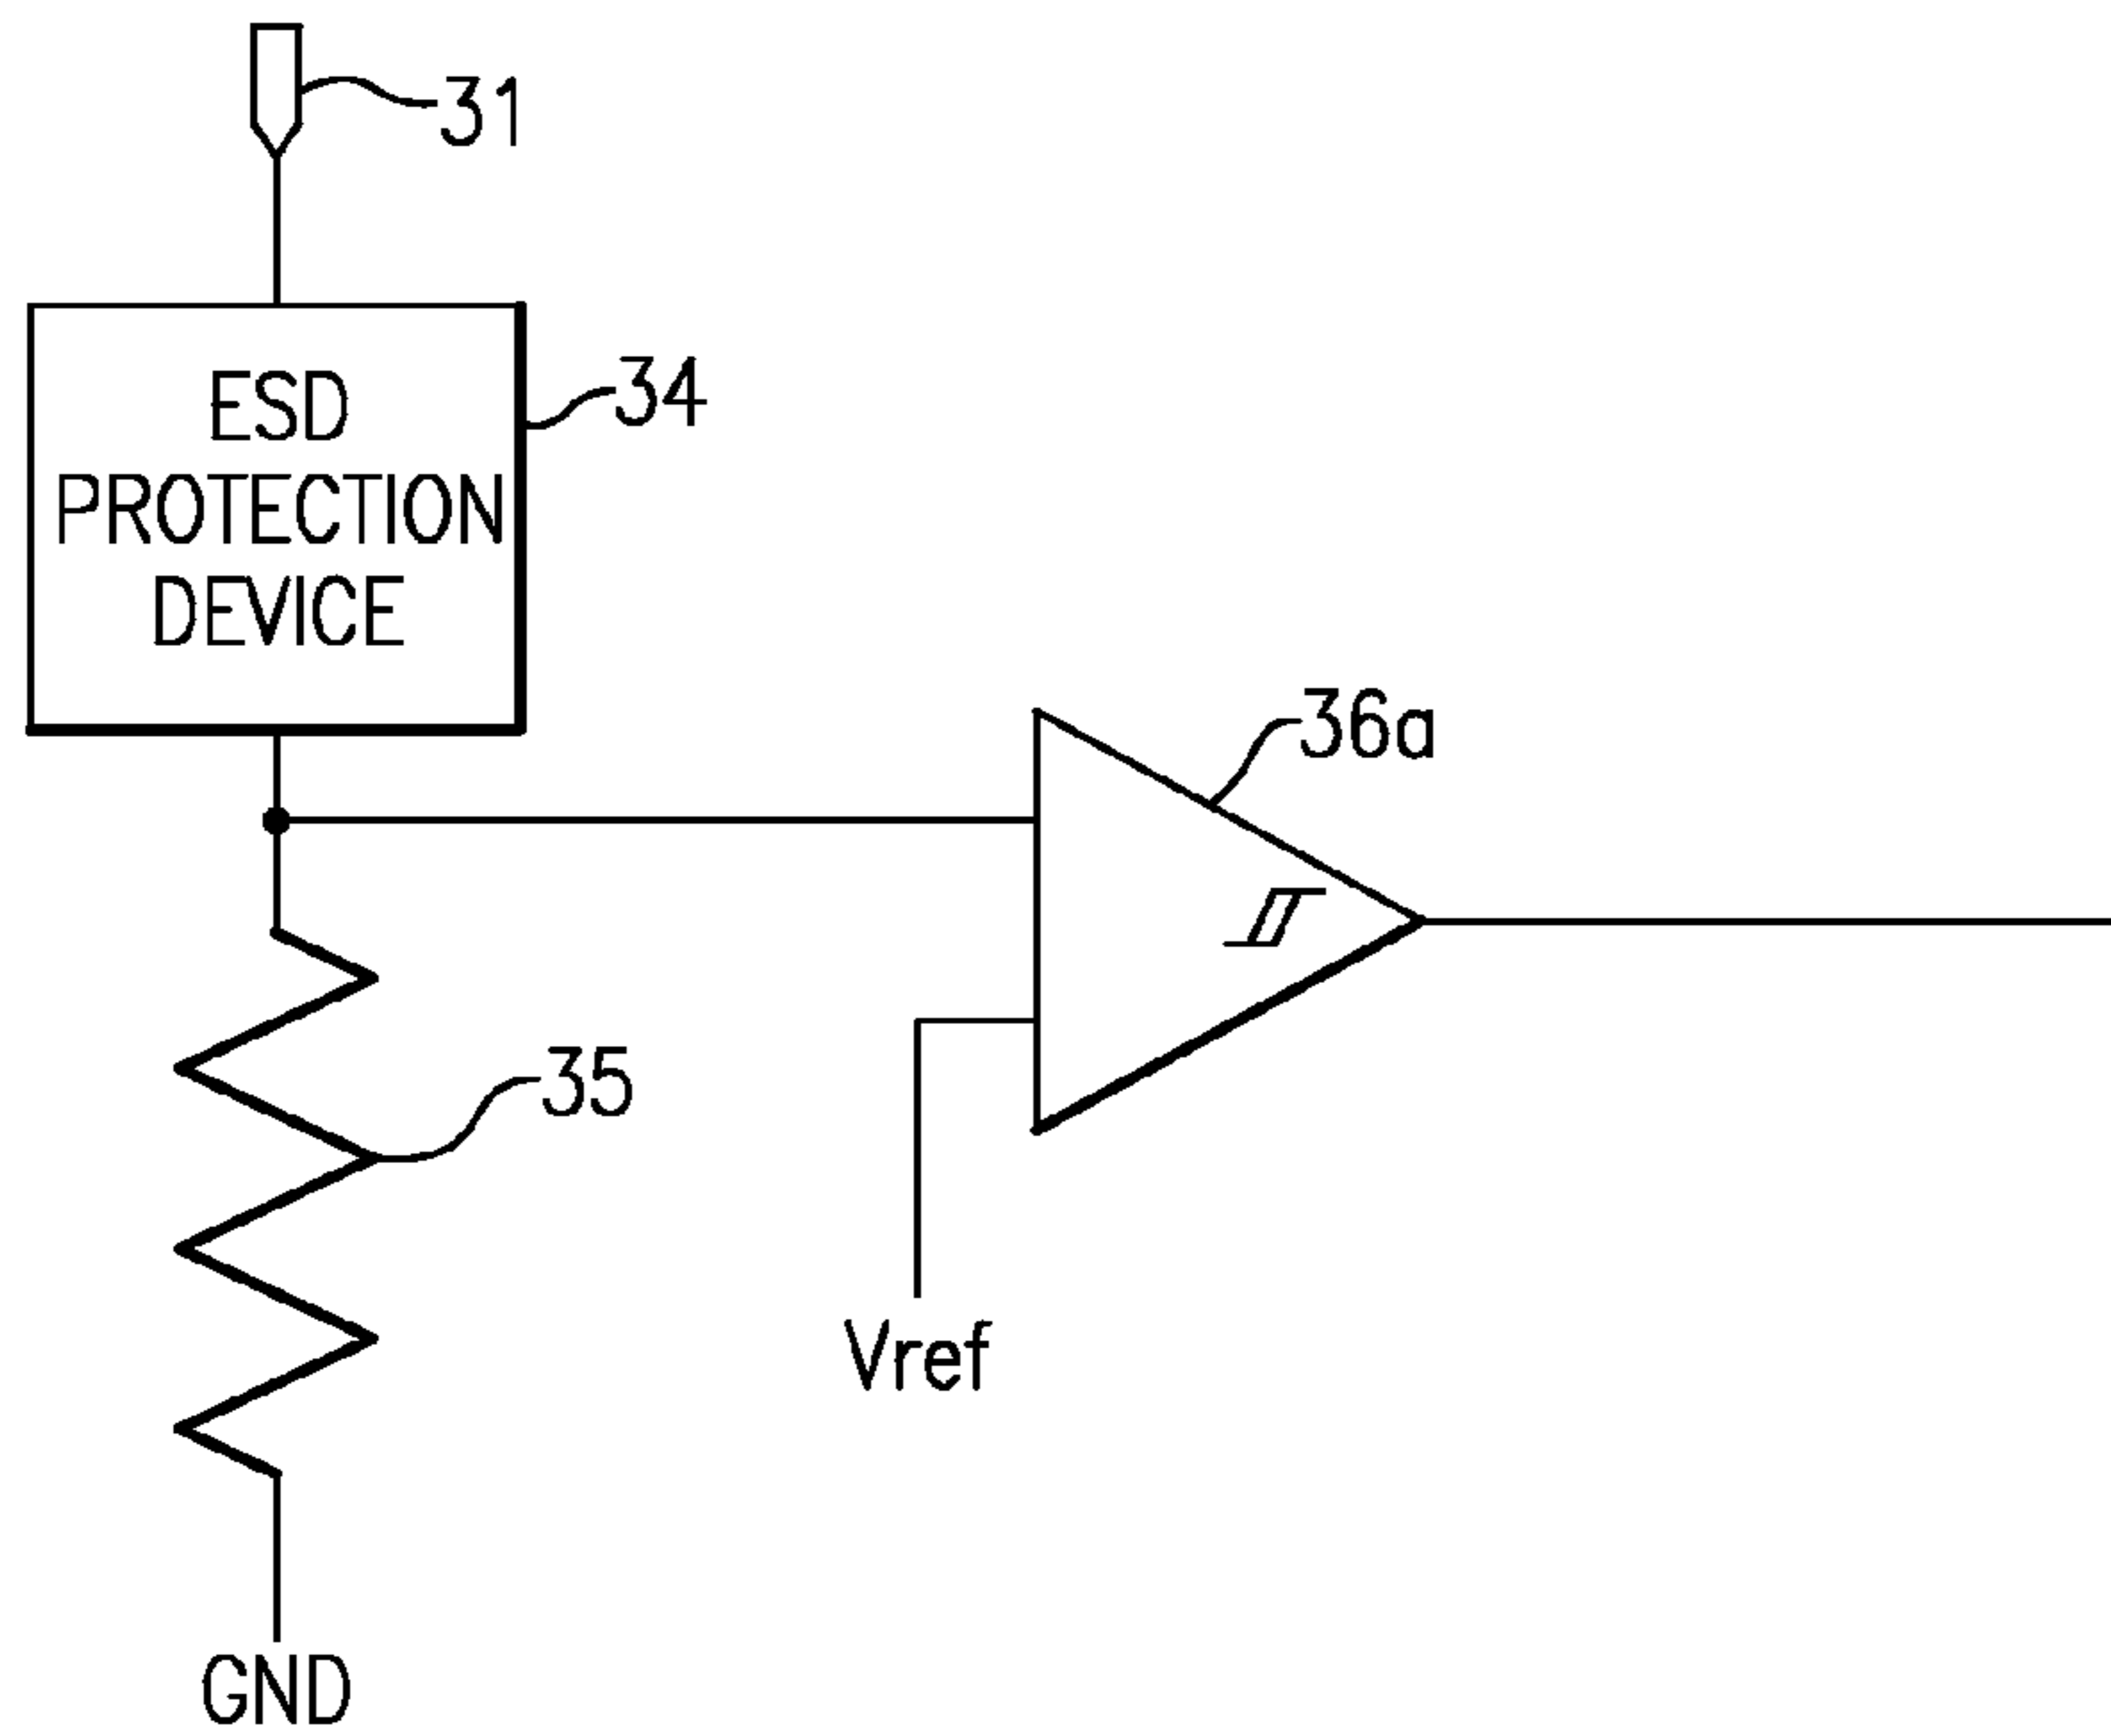 31
ESD
PROTECTION
DEVICE
34
36a
35
Vref
GND